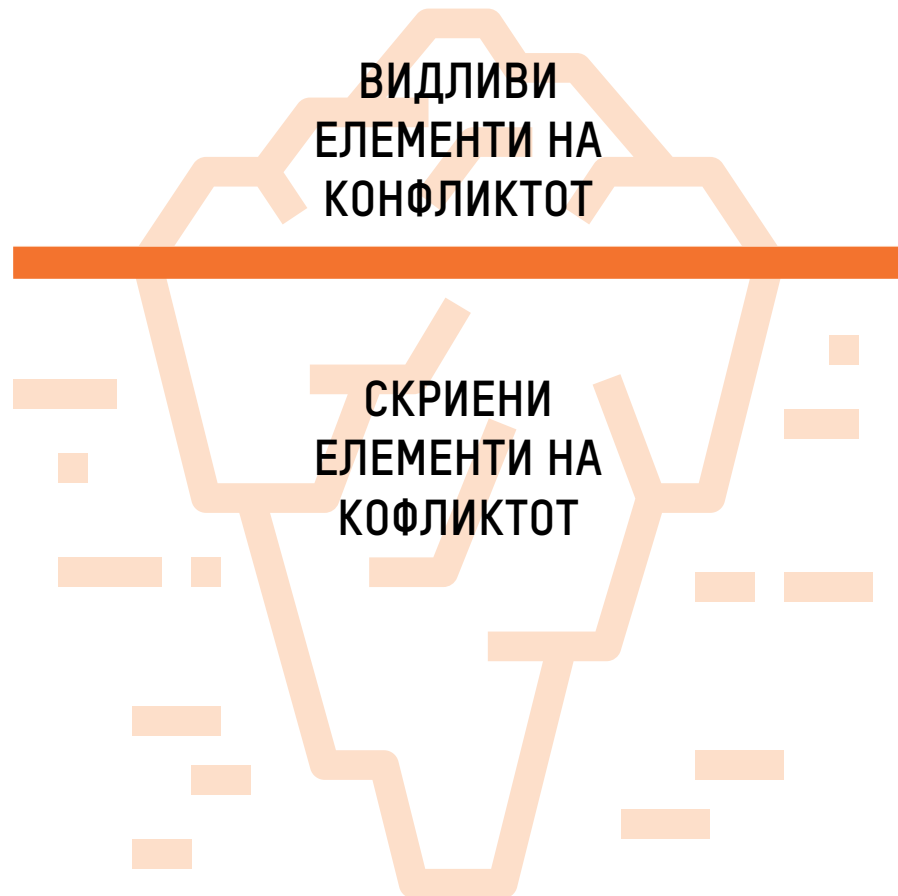 ВИДЛИВИ
ЕЛЕМЕНТИ НА
КОНФЛИКТОТ
СКРИЕНИ
ЕЛЕМЕНТИ НА
КОФЛИКТОТ